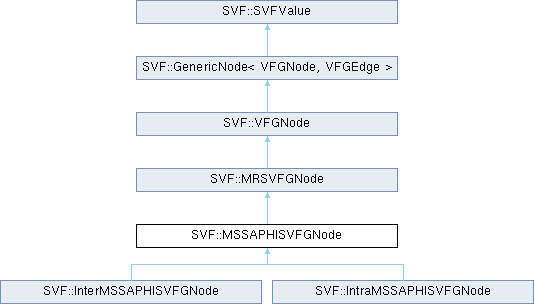 SVF::SVFValue
SVF::GenericNode< VFGNode, VFGEdge >
SVF::VFGNode
SVF::MRSVFGNode
SVF::MSSAPHISVFGNode
SVF::InterMSSAPHISVFGNode
SVF::IntraMSSAPHISVFGNode